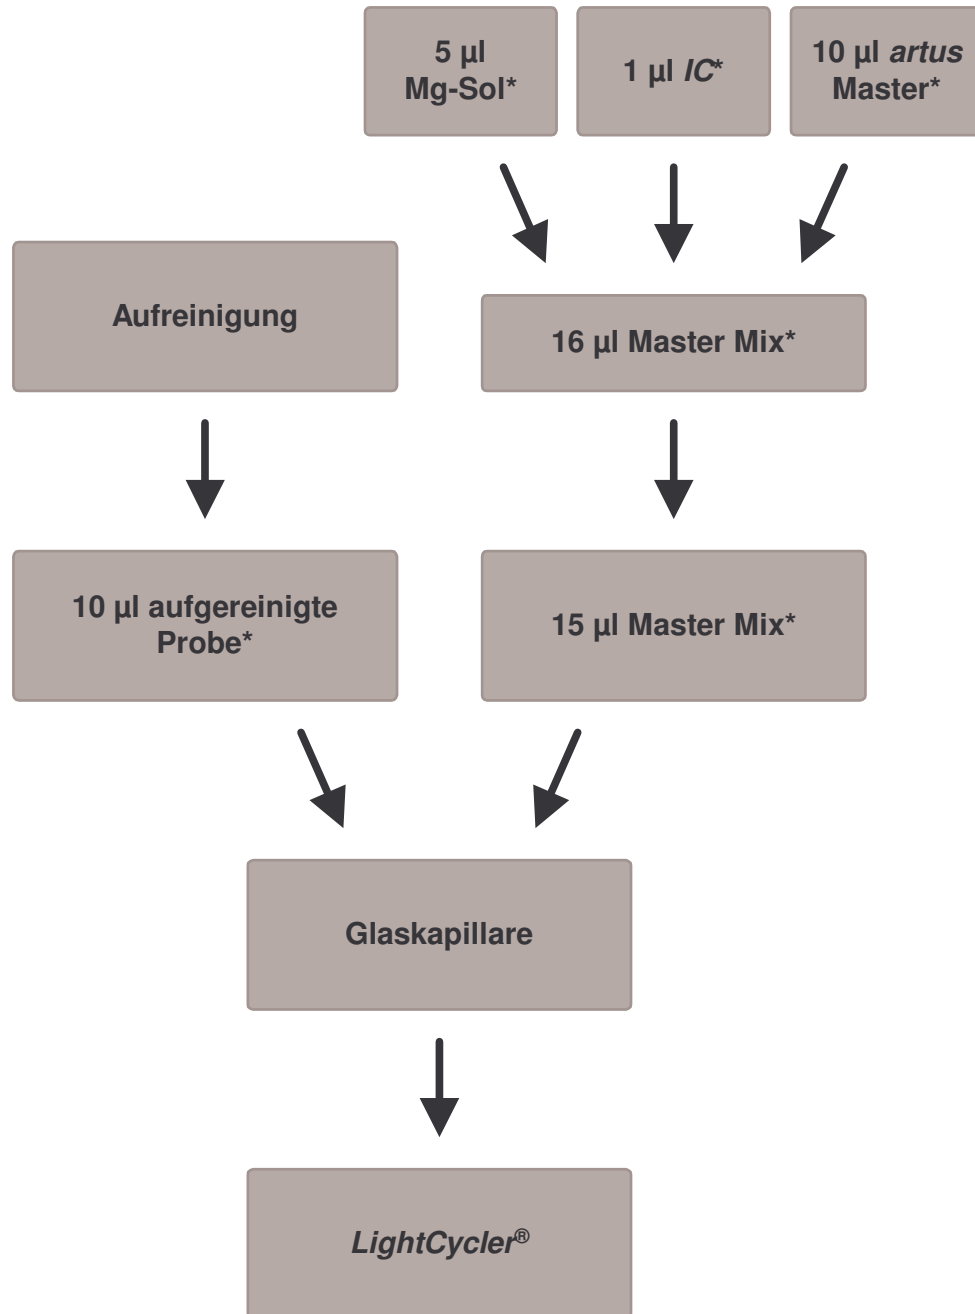 5 µl
Mg-Sol*
1 µl IC*
10 µl artus
Master*
Aufreinigung
16 µl Master Mix*
10 µl aufgereinigte
Probe*
15 µl Master Mix*
Glaskapillare
LightCycler®